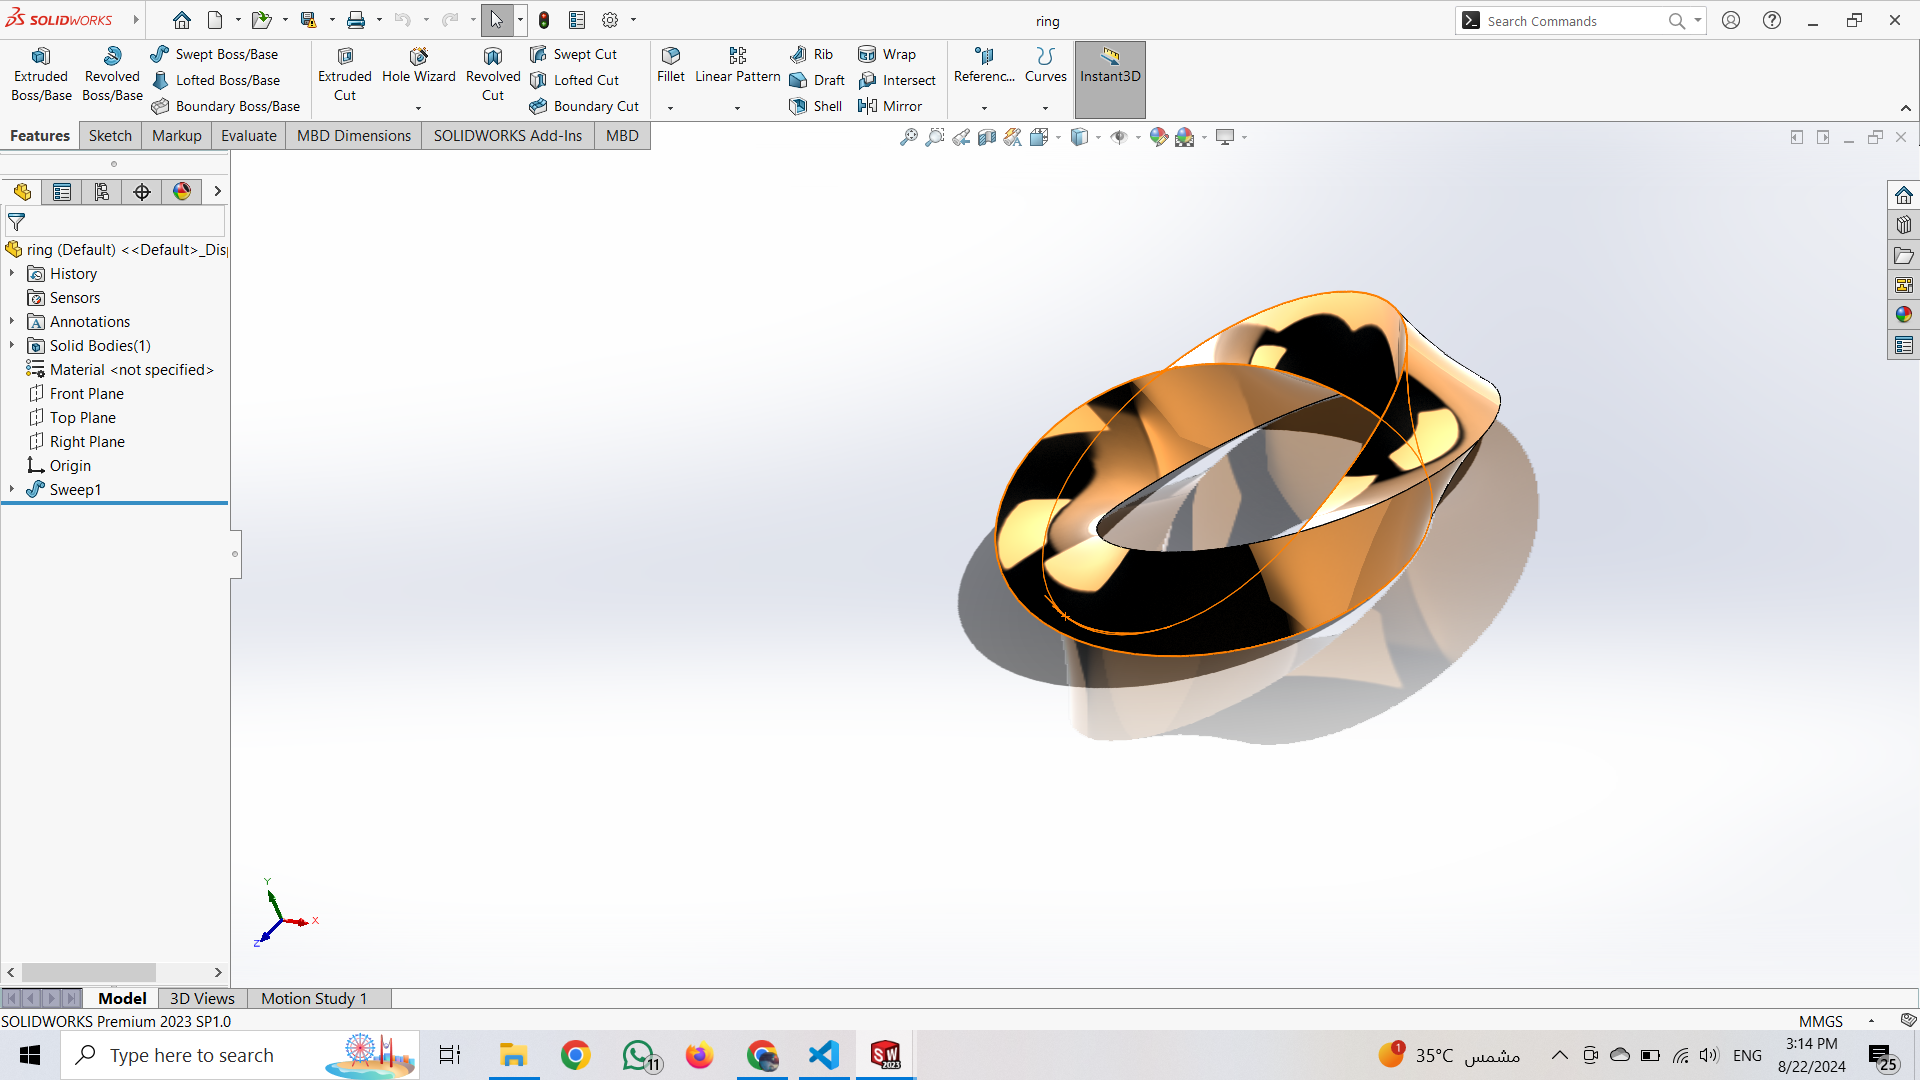 SOLIDWORKS
ring
Search Commands
Extruded Boss/Base
Revolved Boss/Base
Swept Boss/Base
Lofted Boss/Base
Boundary Boss/Base
Extruded Cut
Hole Wizard
Revolved Cut
Swept Cut
Lofted Cut
Boundary Cut
Fillet
Linear Pattern
Rib
Draft
Shell
Wrap
Intersect
Mirror
Referenc...
Curves
Instant3D
Features
Sketch
Markup
Evaluate
MBD Dimensions
SOLIDWORKS Add-Ins
MBD
ring (Default) <<Default>_Disp
History
Sensors
Annotations
Solid Bodies(1)
Material <not specified>
Front Plane
Top Plane
Right Plane
Origin
Sweep1
Y
X
Z
Model
3D Views
Motion Study 1
SOLIDWORKS Premium 2023 SP1.0
MMGS
Type here to search
11
SW
2023
1
35°C مشمس
ENG
3:14 PM
8/22/2024
25